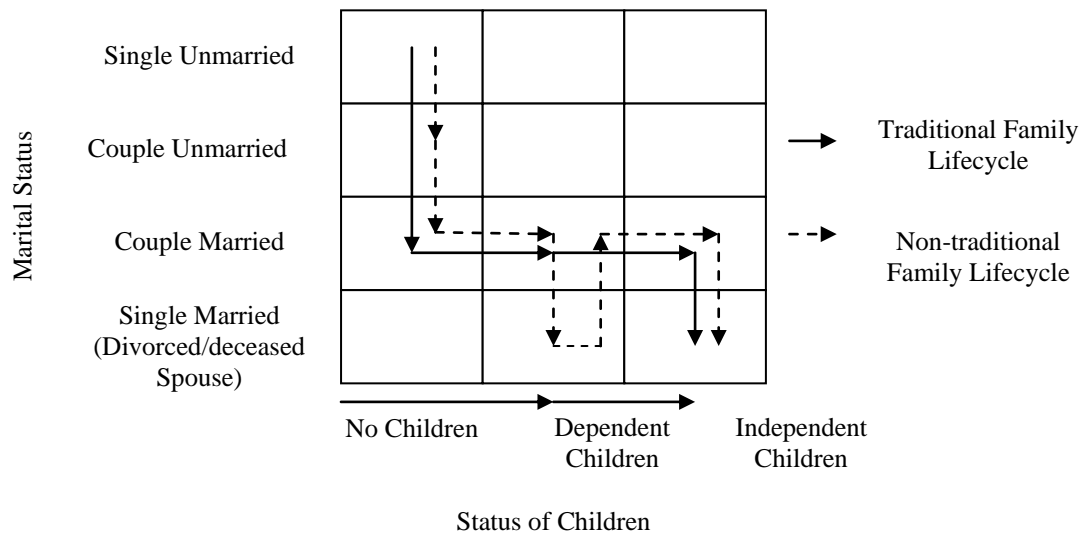 Single Unmarried
Couple Unmarried
Couple Married
Single Married
(Divorced/deceased
Spouse)
Marital Status
Traditional Family
Lifecycle
Non-traditional
Family Lifecycle
No Children
Dependent
Children
Independent
Children
Status of Children